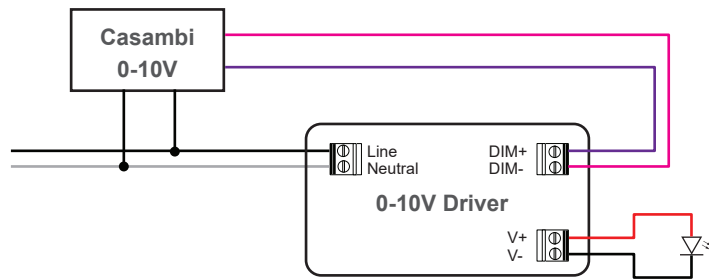 Casambi
0-10V
Line
Neutral
DIM+
DIM-
0-10V Driver
V+
V-